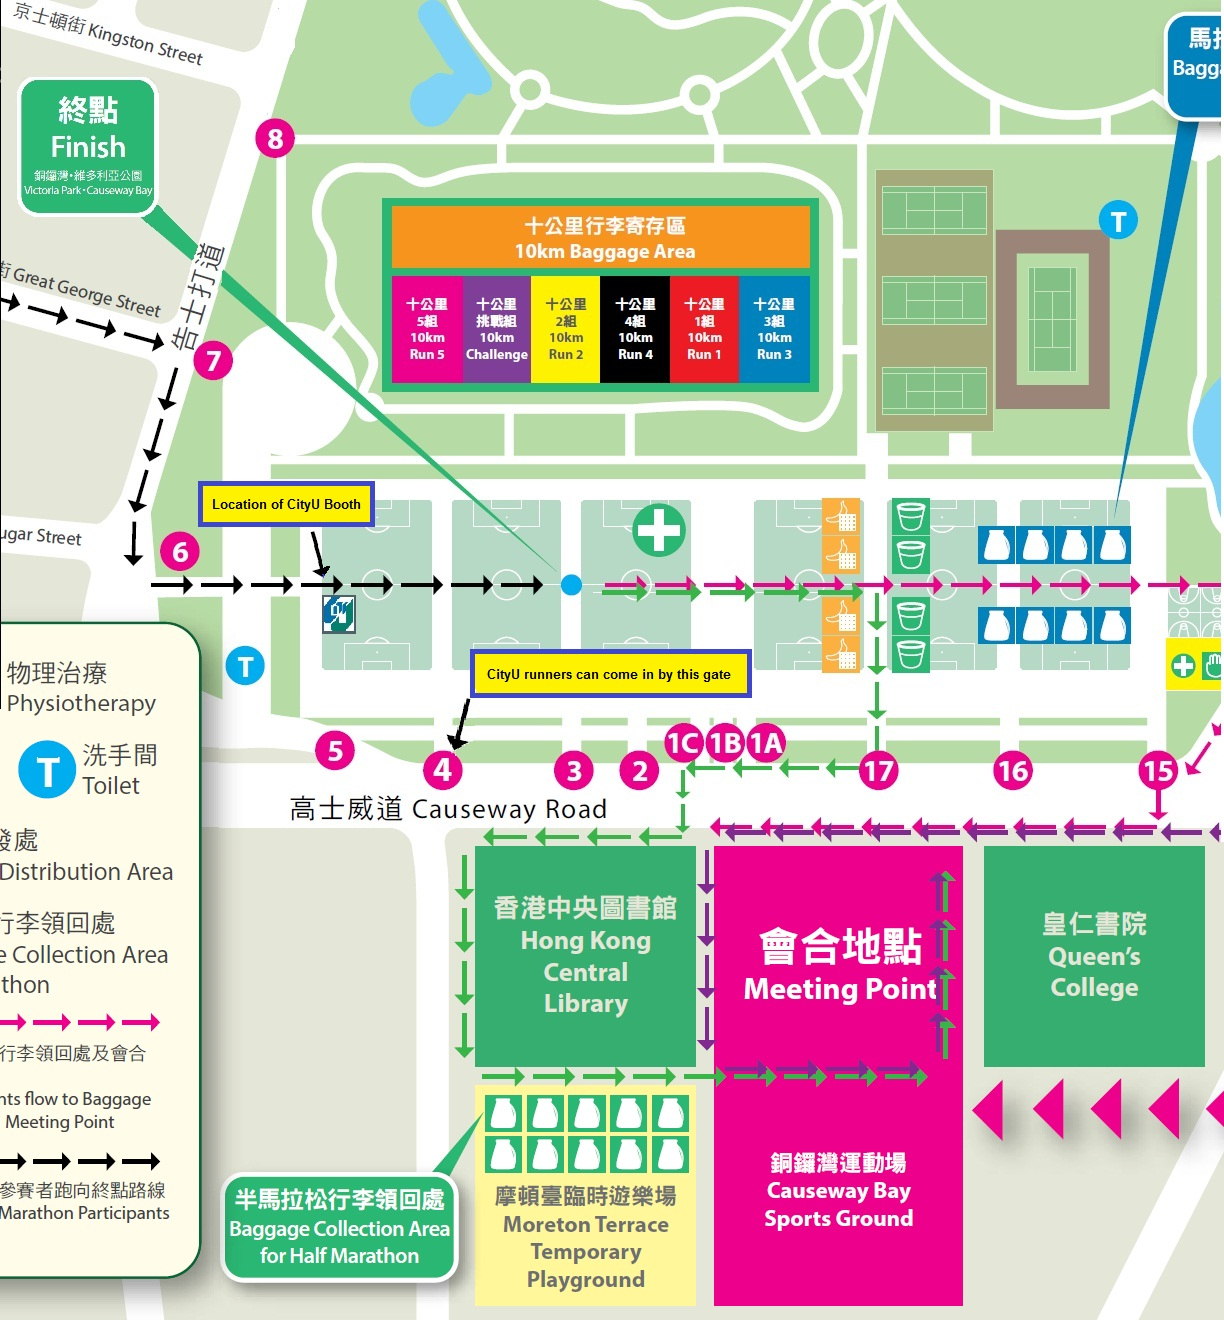 京士頓街 Kingston Street
終點
Finish
銅鑼灣・維多利亞公園
Victoria Park・Causeway Bay
8
馬拉
Bagga
T
十公里行李寄存區
10km Baggage Area
十公里
5組
10km
Run 5
十公里
挑戰組
10km
Challenge
十公里
2組
10km
Run 2
十公里
4組
10km
Run 4
十公里
1組
10km
Run 1
十公里
3組
10km
Run 3
街 Great George Street
告士打道
7
Location of CityU Booth
ugar Street
6
T
CityU runners can come in by this gate
5
4
3
2
1C
1B
1A
17
16
15
高士威道 Causeway Road
物理治療
Physiotherapy
T
洗手間
Toilet
發處
Distribution Area
行李領回處
e Collection Area
thon
行李領回處及會合
nts flow to Baggage
Meeting Point
參賽者跑向終點路線
Marathon Participants
香港中央圖書館
Hong Kong
Central
Library
會合地點
Meeting Point
皇仁書院
Queen's
College
銅鑼灣運動場
Causeway Bay
Sports Ground
半馬拉松行李領回處
Baggage Collection Area
for Half Marathon
摩頓臺臨時遊樂場
Moreton Terrace
Temporary
Playground